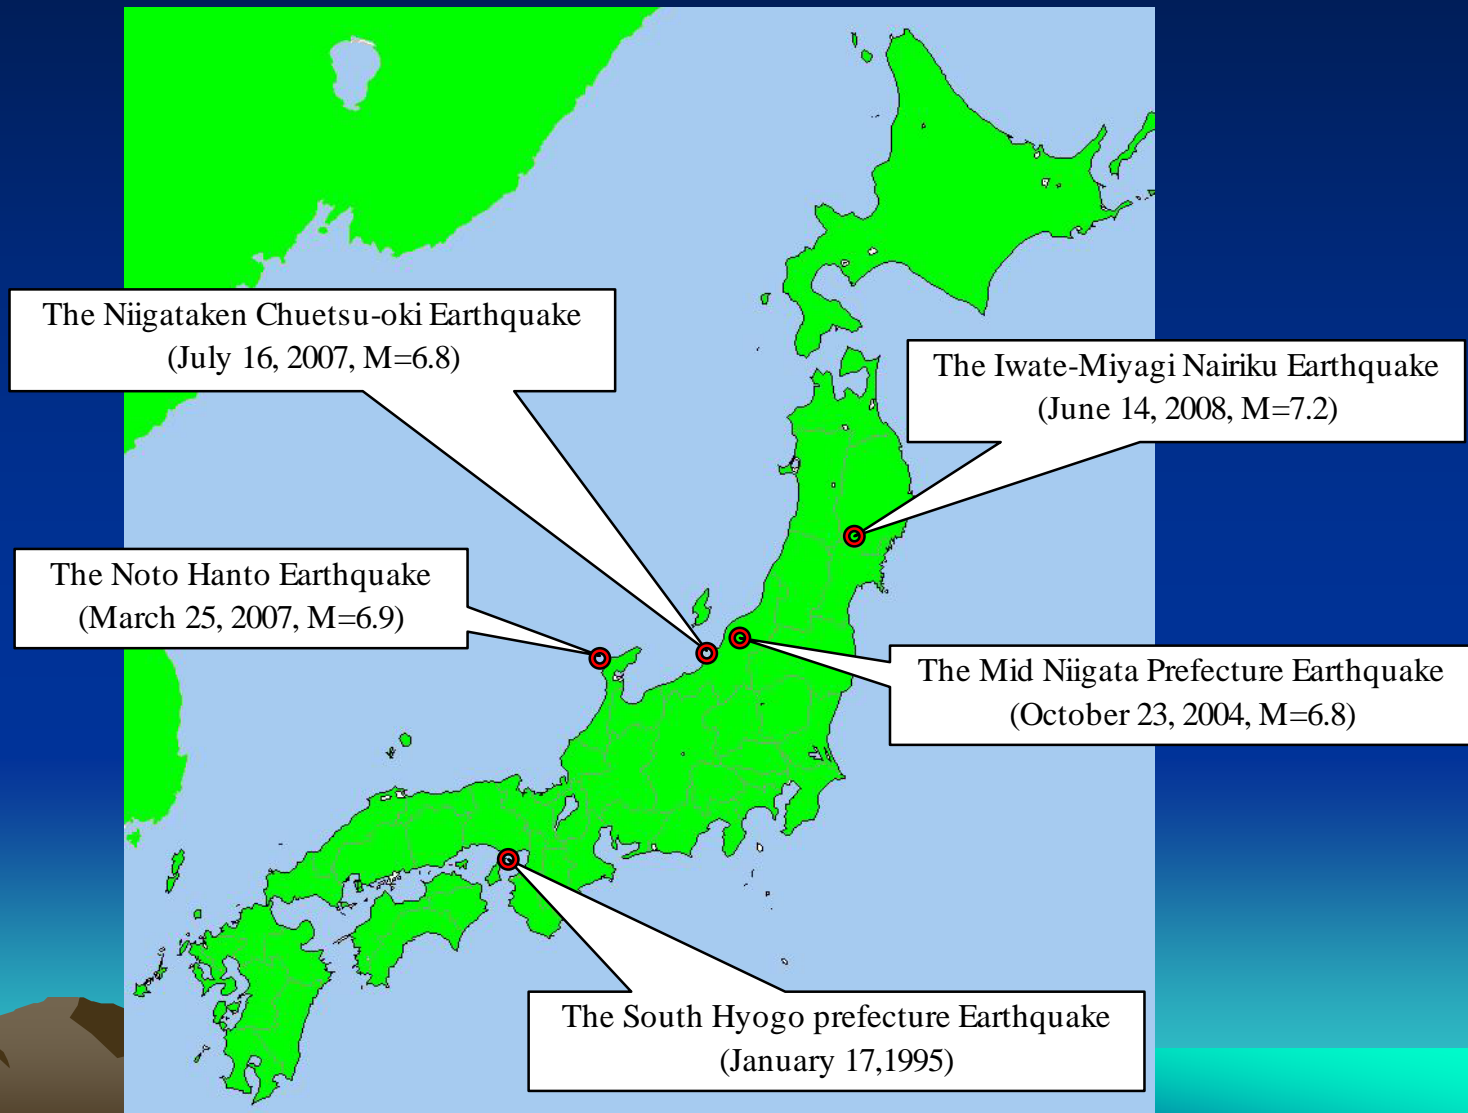 The Niigataken Chuetsu-oki Earthquake
(July 16, 2007, M=6.8)
The Iwate-Miyagi Nairiku Earthquake
(June 14, 2008, M=7.2)
The Noto Hanto Earthquake
(March 25, 2007, M=6.9)
The Mid Niigata Prefecture Earthquake
(October 23, 2004, M=6.8)
The South Hyogo prefecture Earthquake
(January 17,1995)